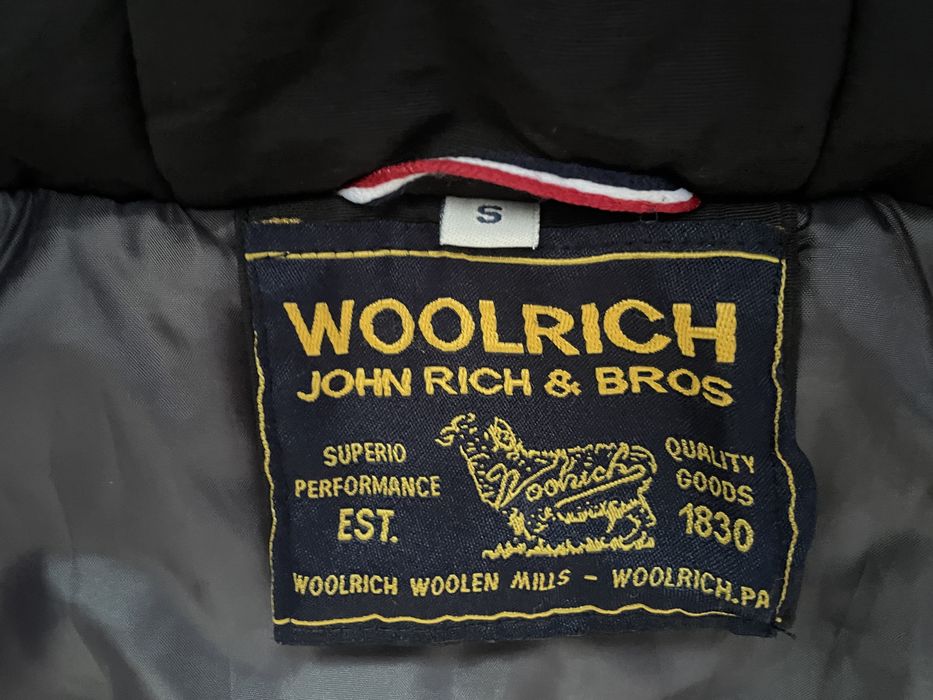 S
WOOLRICH
JOHN RICH & BROS
SUPERIO
PERFORMANCE
EST.
Woolrich
QUALITY
GOODS
1830
WOOLRICH WOOLEN MILLS - WOOLRICH.PA